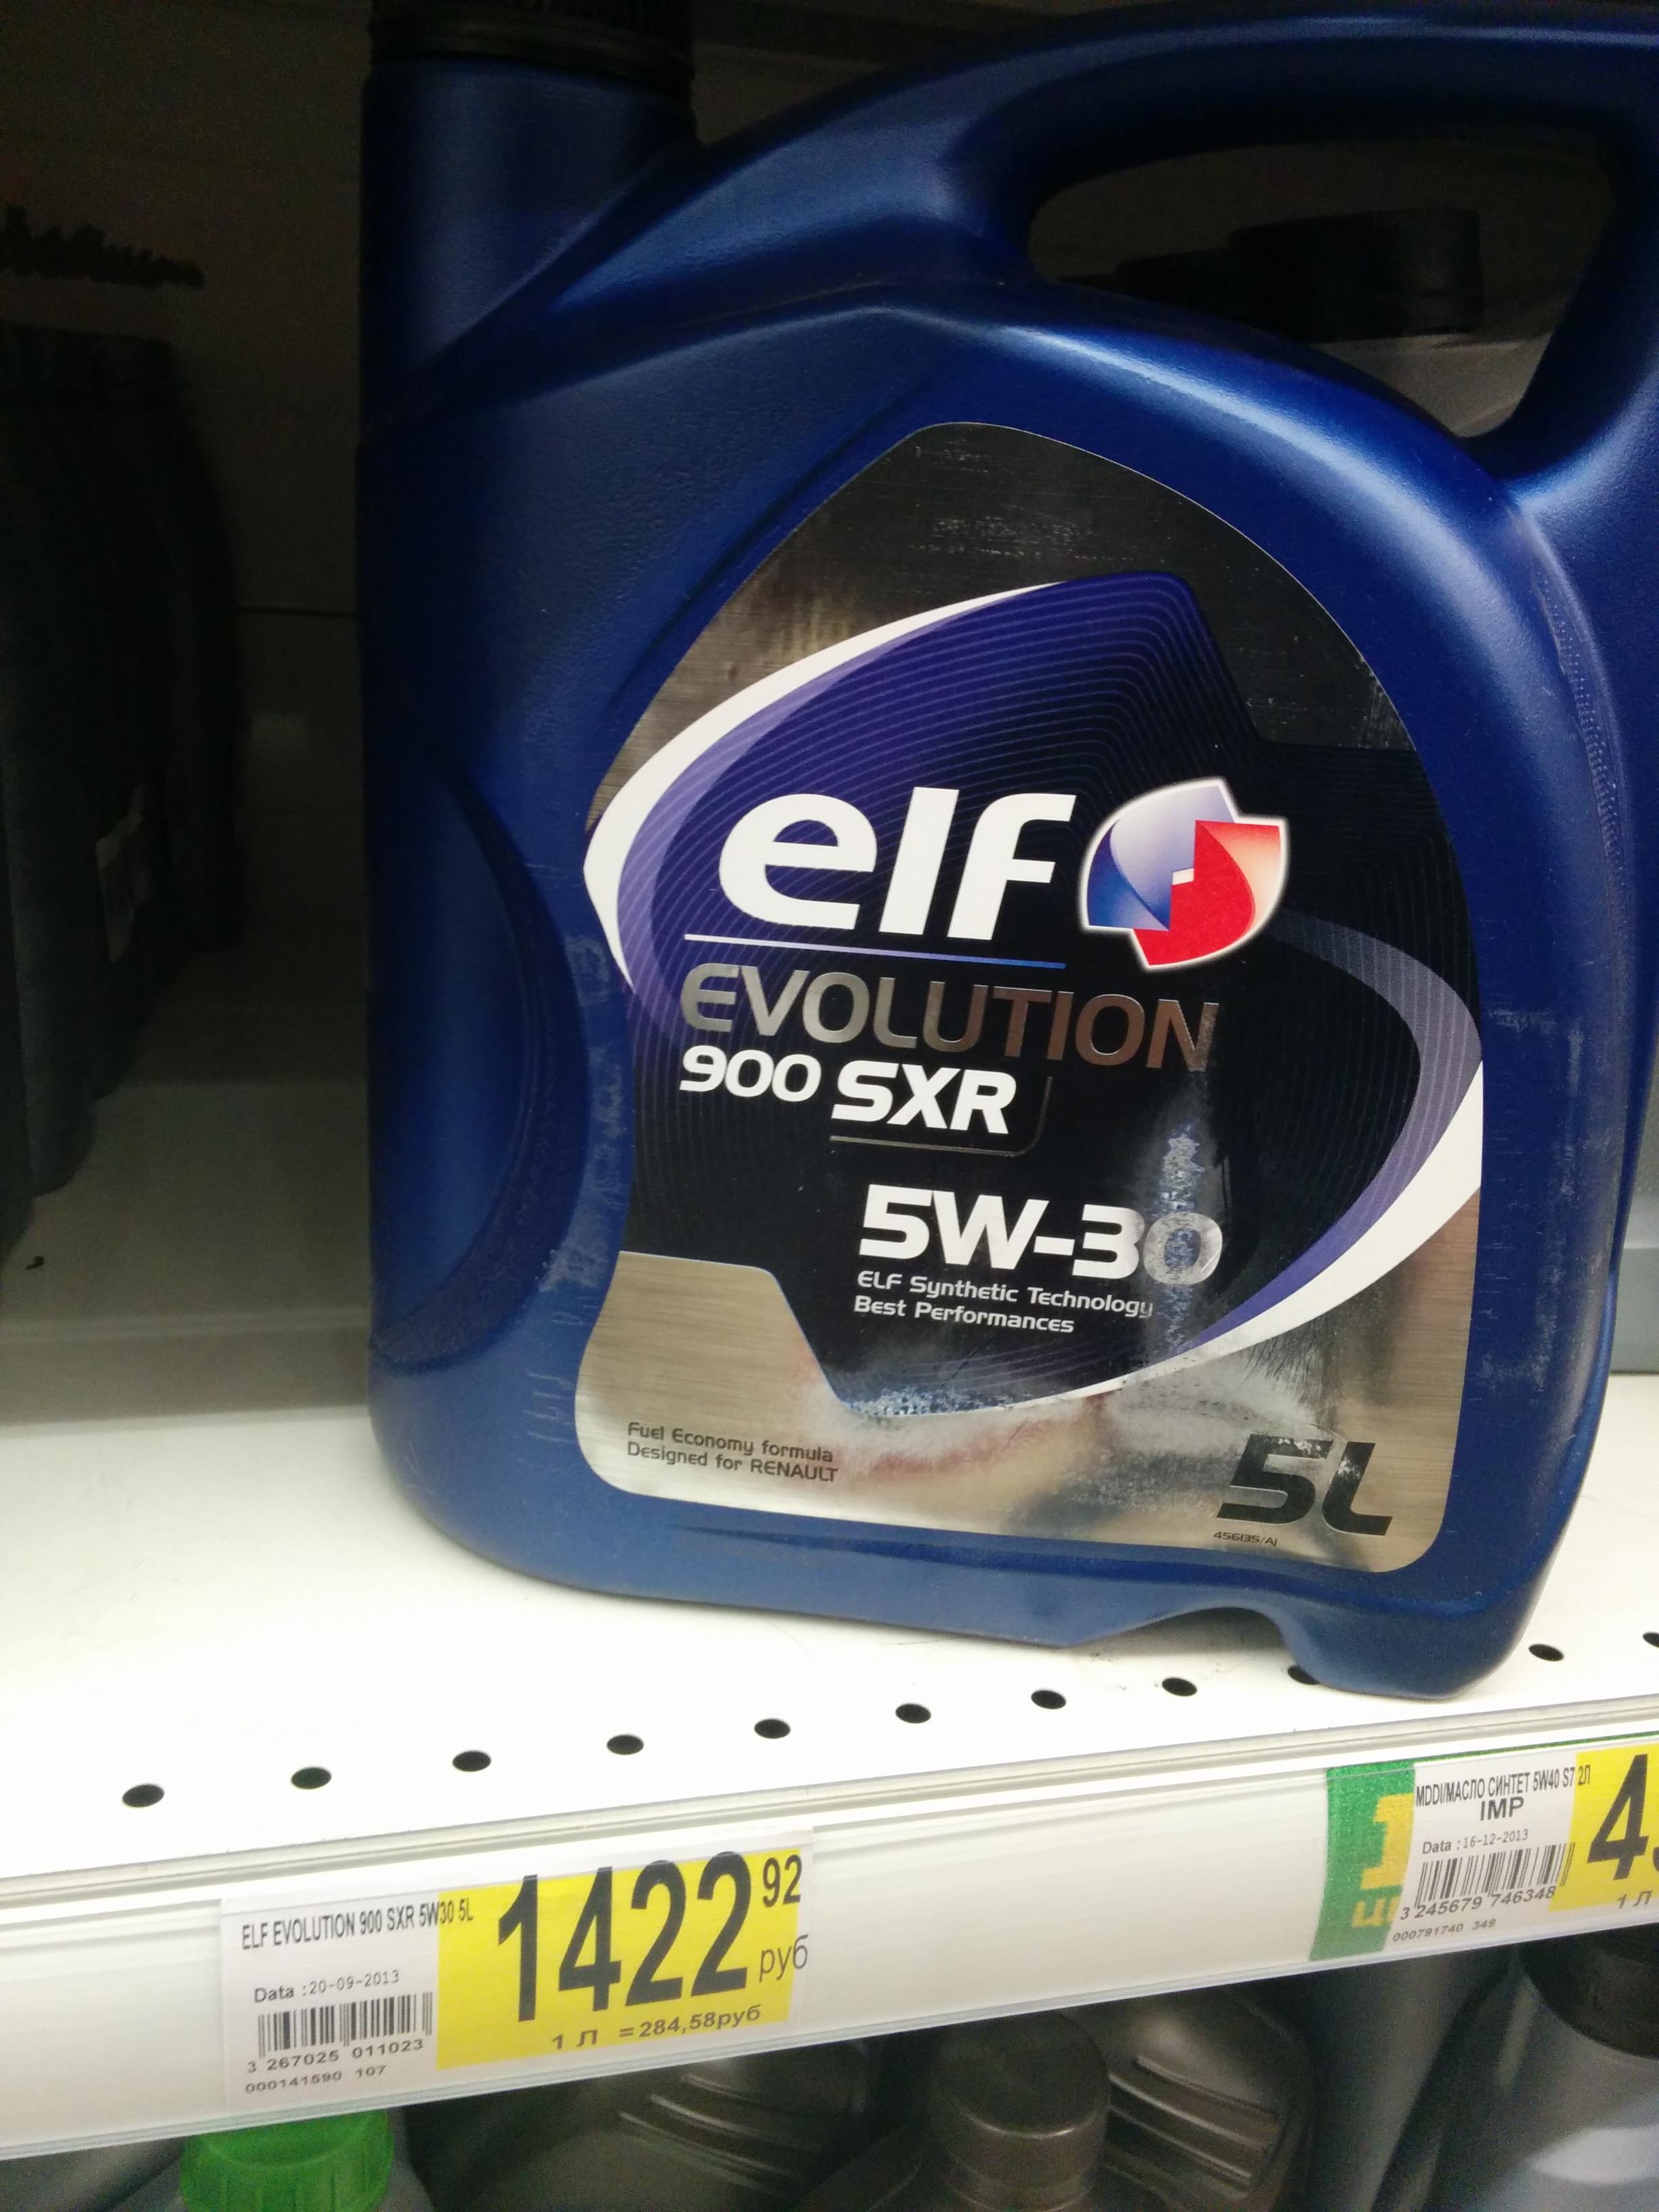 elf
EVOLUTION
900 SXR
5W-30
ELF Synthetic Technology
Best Performances
Fuel Economy formula
Designed for RENAULT
5L
456135/AJ
ELF EVOLUTION 900 SXR 5W30 5L
Data :20-09-2013
3 267025 011023
000141590 107
1422 92
руб
1 Л =284,58руб
MDDI/МАСЛО СИНТЕТ 5W40 S7 2Л
IMP
Data :16-12-2013
3 245679 746348
000791740 349
1 Л